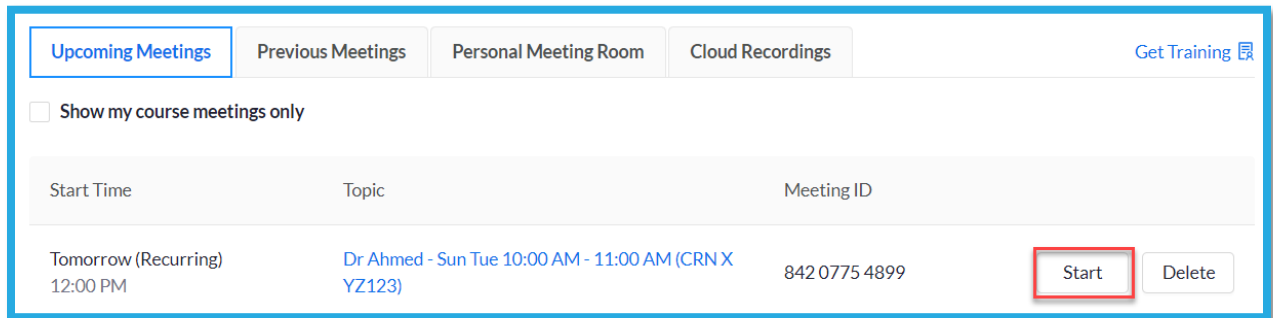 Upcoming Meetings Previous Meetings Personal Meeting Room Cloud Recordings Get Training
Show my course meetings only
Start Time Topic Meeting ID
Tomorrow (Recurring) Dr Ahmed - Sun Tue 10:00 AM - 11:00 AM (CRN X 842 0775 4899 Start Delete
12:00 PM YZ123)